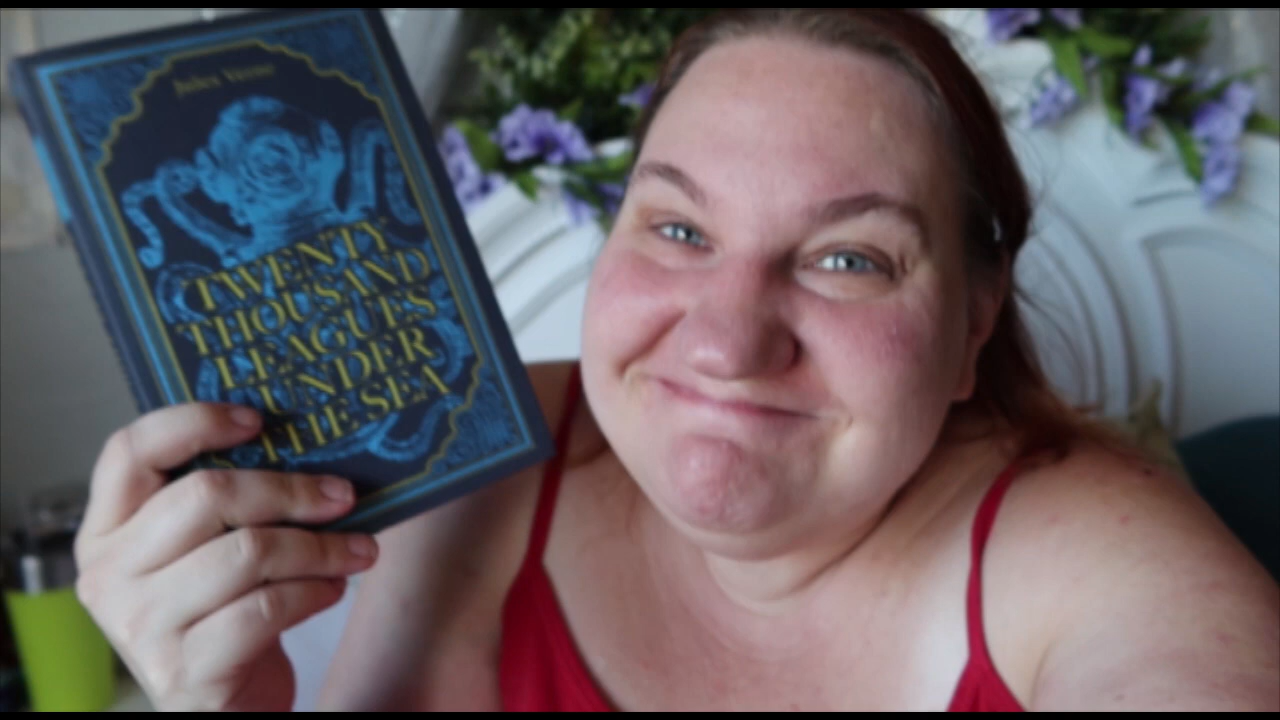 Jules Verne
TWENTY
THOUSAND
LEAGUES
UNDER
THE SEA